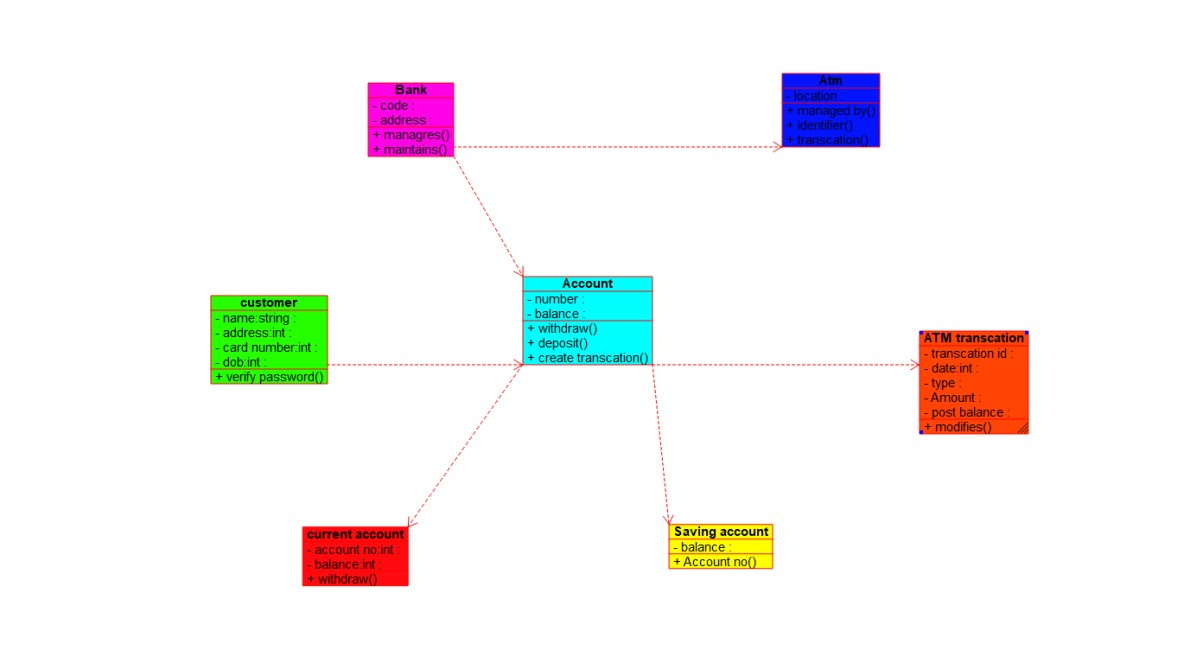 Bank
- code :
- address :
+ managres()
+ maintains()
Atm
- location :
+ managed by()
+ identifier()
+ transcation()
Account
- number :
- balance :
+ withdraw()
+ deposit()
+ create transcation()
customer
- name:string :
- address:int :
- card number:int :
- dob:int :
+ verify password()
ATM transcation
- transcation id :
- date:int :
- type :
- Amount :
- post balance :
+ modifies()
current account
- account no:int :
- balance:int :
+ withdraw()
Saving account
- balance :
+ Account no()